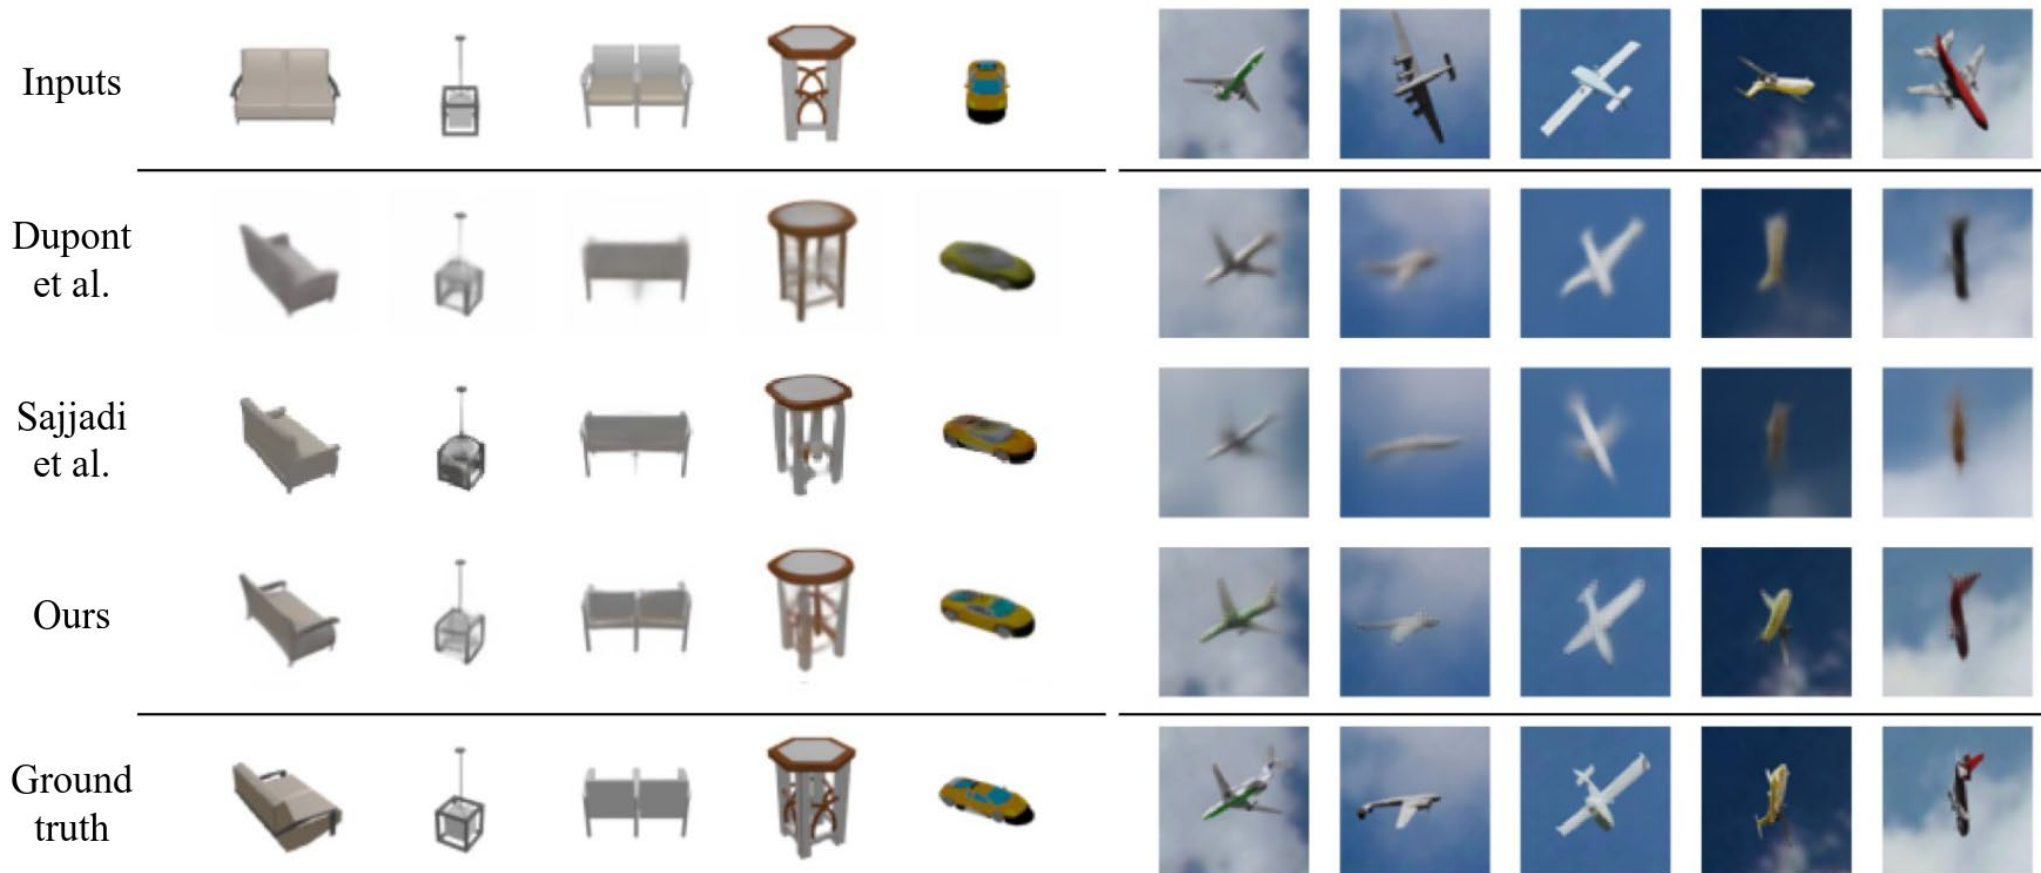 Inputs
Dupont
et al.
Sajjadi
et al.
Ours
Ground
truth